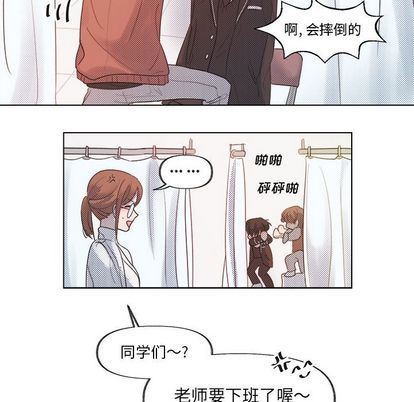 啊，会摔倒的
… …
啪啪
砰砰啪
同学们～?
老师要下班了喔～